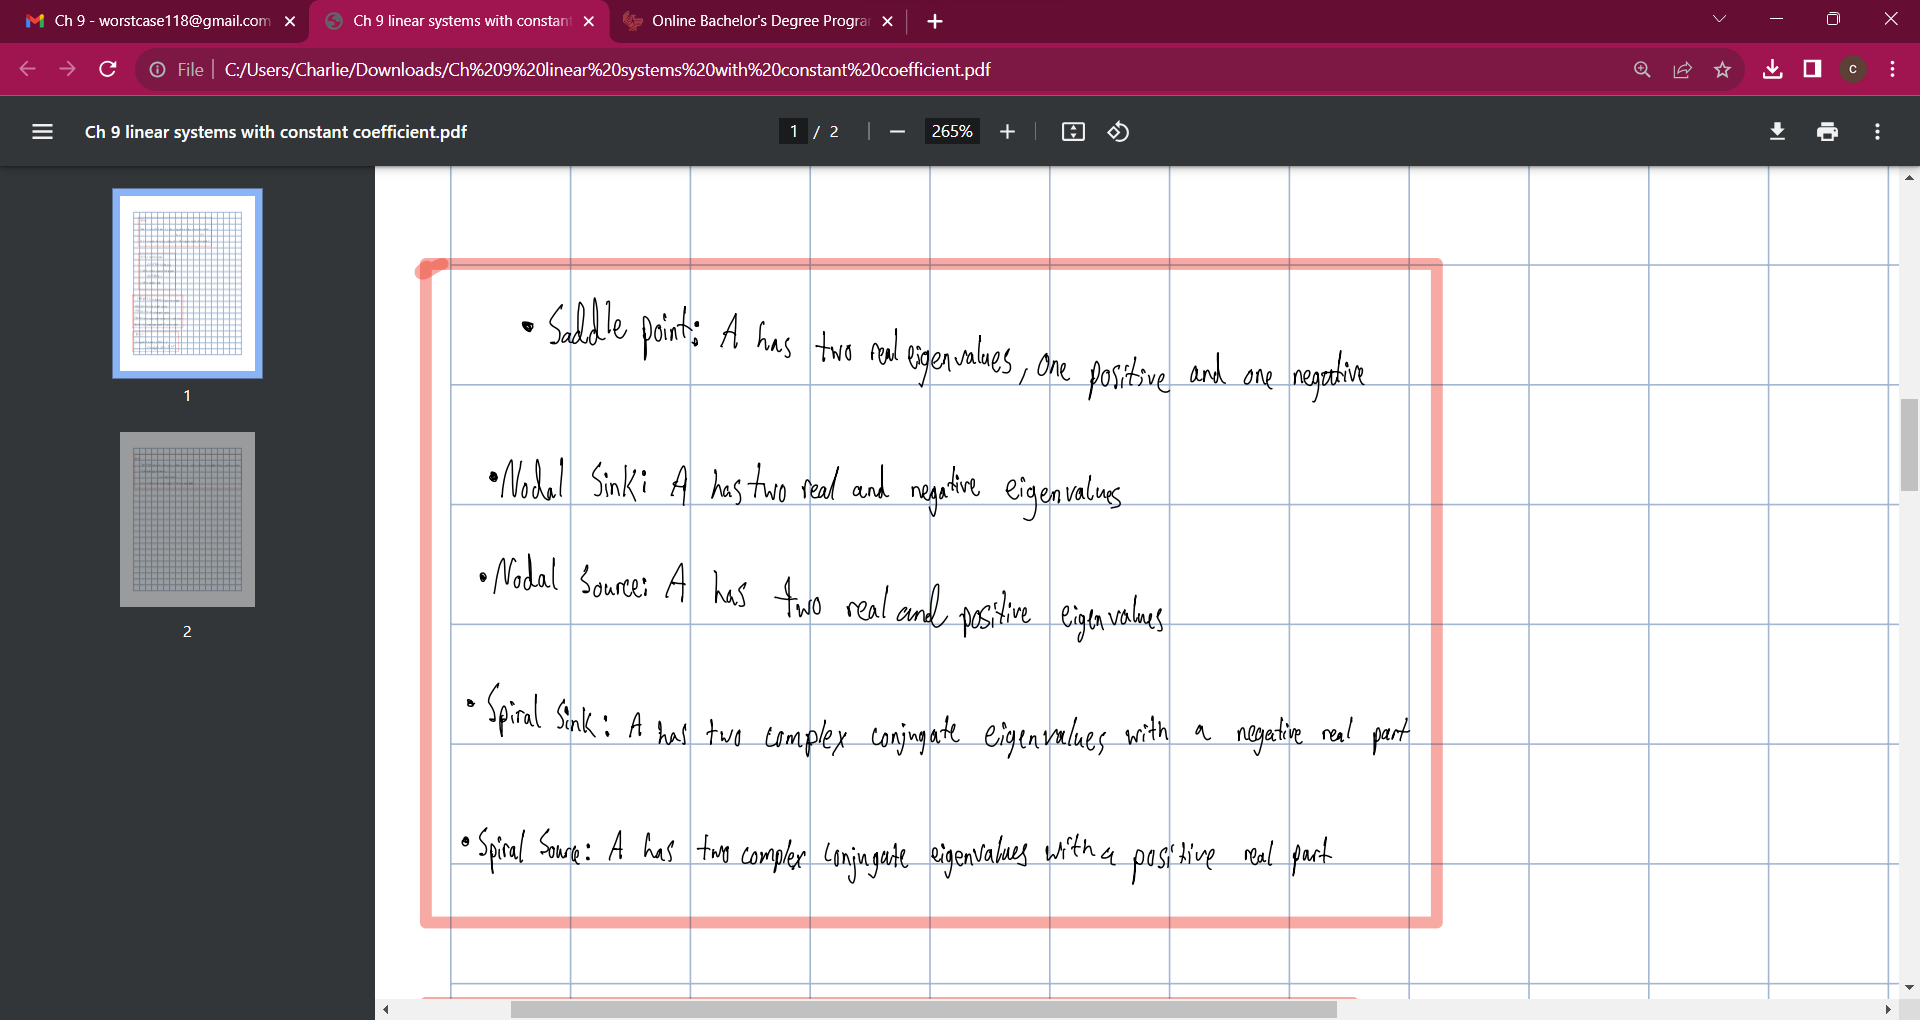 Ch 9 - worstcase118@gmail.com
Ch 9 linear systems with constant
Online Bachelor's Degree Progra
File
C:/Users/Charlie/Downloads/Ch%209%20linear%20systems%20with%20constant%20coefficient.pdf
C
Ch 9 linear systems with constant coefficient.pdf
1 / 2
265%
1
2
• Saddle point: A has two real eigenvalues, one positive and one negative
• Nodal Sink: A has two real and negative eigenvalues
• Nodal Source: A has two real and positive eigenvalues
• Spiral Sink: A has two complex conjugate eigenvalues with a negative real part
• Spiral Source: A has two complex conjugate eigenvalues with a positive real part